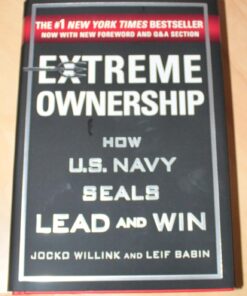 THE #1 NEW YORK TIMES BESTSELLER
NOW WITH NEW FOREWORD AND Q&A SECTION
EXTREME
OWNERSHIP
HOW
U.S. NAVY
SEALS
LEAD AND WIN
JOCKO WILLINK AND LEIF BABIN